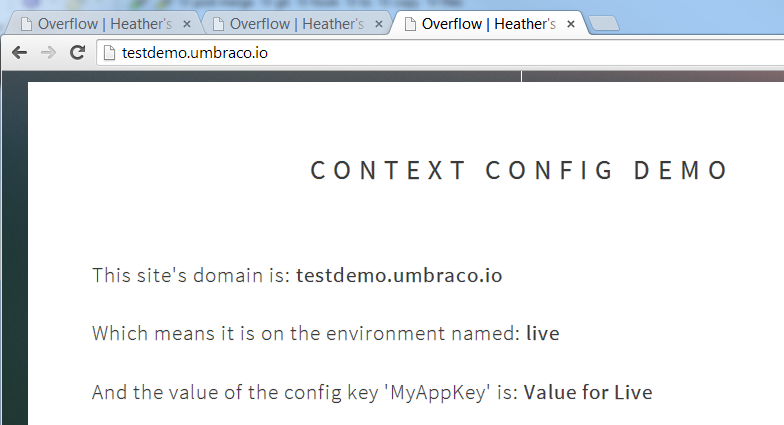 Overflow | Heather's
Overflow | Heather's
Overflow | Heather's
testdemo.umbraco.io
CONTEXT CONFIG DEMO
This site's domain is: testdemo.umbraco.io
Which means it is on the environment named: live
And the value of the config key 'MyAppKey' is: Value for Live